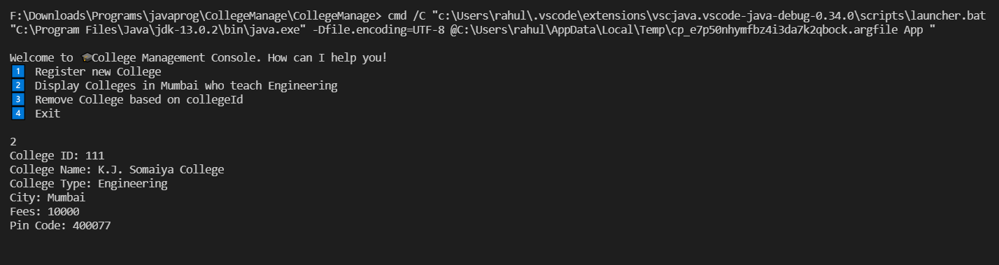 F:\Downloads\Programs\javaprog\CollegeManage\CollegeManage> cmd /C "c:\Users\rahul\.vscode\extensions\vscjava.vscode-java-debug-0.34.0\scripts\launcher.bat
"C:\Program Files\Java\jdk-13.0.2\bin\java.exe" -Dfile.encoding=UTF-8 @C:\Users\rahul\AppData\Local\Temp\cp_e7p50nhymfbz4i3da7k2qbock.argfile App "
Welcome to 🎓College Management Console. How can I help you!
1️⃣ Register new College
2️⃣ Display Colleges in Mumbai who teach Engineering
3️⃣ Remove College based on collegeId
4️⃣ Exit
2
College ID: 111
College Name: K.J. Somaiya College
College Type: Engineering
City: Mumbai
Fees: 10000
Pin Code: 400077